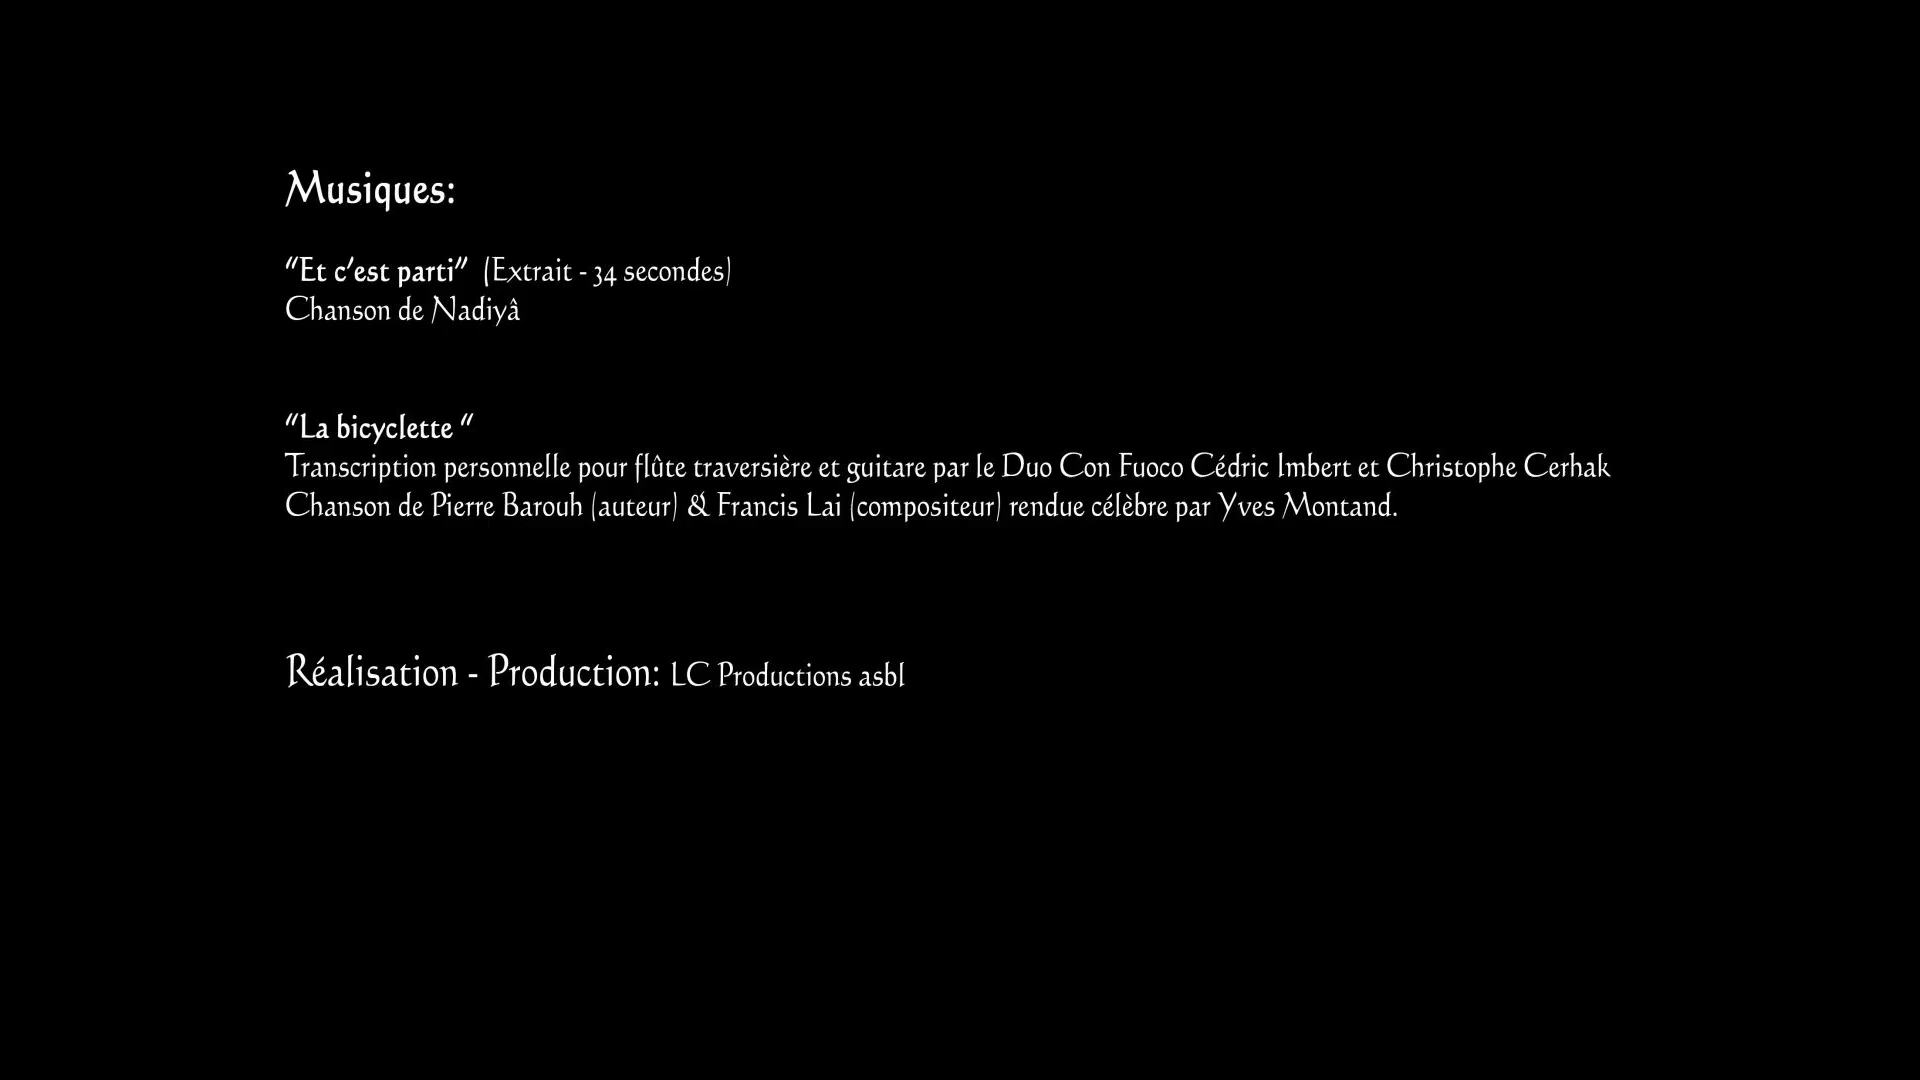 Musiques:
“Et c’est parti” (Extrait - 34 secondes)
Chanson de Nadiyâ
“La bicyclette “
Transcription personnelle pour flûte traversière et guitare par le Duo Con Fuoco Cédric Imbert et Christophe Cerhak
Chanson de Pierre Barouh (auteur) & Francis Lai (compositeur) rendue célèbre par Yves Montand.
Réalisation - Production: LC Productions asbl